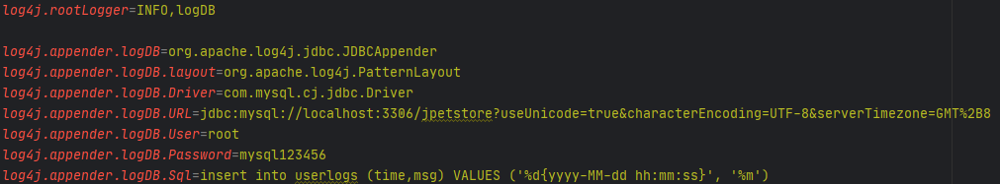 log4j.rootLogger=INFO,logDB
log4j.appender.logDB=org.apache.log4j.jdbc.JDBCAppender
log4j.appender.logDB.layout=org.apache.log4j.PatternLayout
log4j.appender.logDB.Driver=com.mysql.cj.jdbc.Driver
log4j.appender.logDB.URL=jdbc:mysql://localhost:3306/jpetstore?useUnicode=true&characterEncoding=UTF-8&serverTimezone=GMT%2B8
log4j.appender.logDB.User=root
log4j.appender.logDB.Password=mysql123456
log4j.appender.logDB.Sql=insert into userlogs (time,msg) VALUES ('%d{yyyy-MM-dd hh:mm:ss}', '%m')